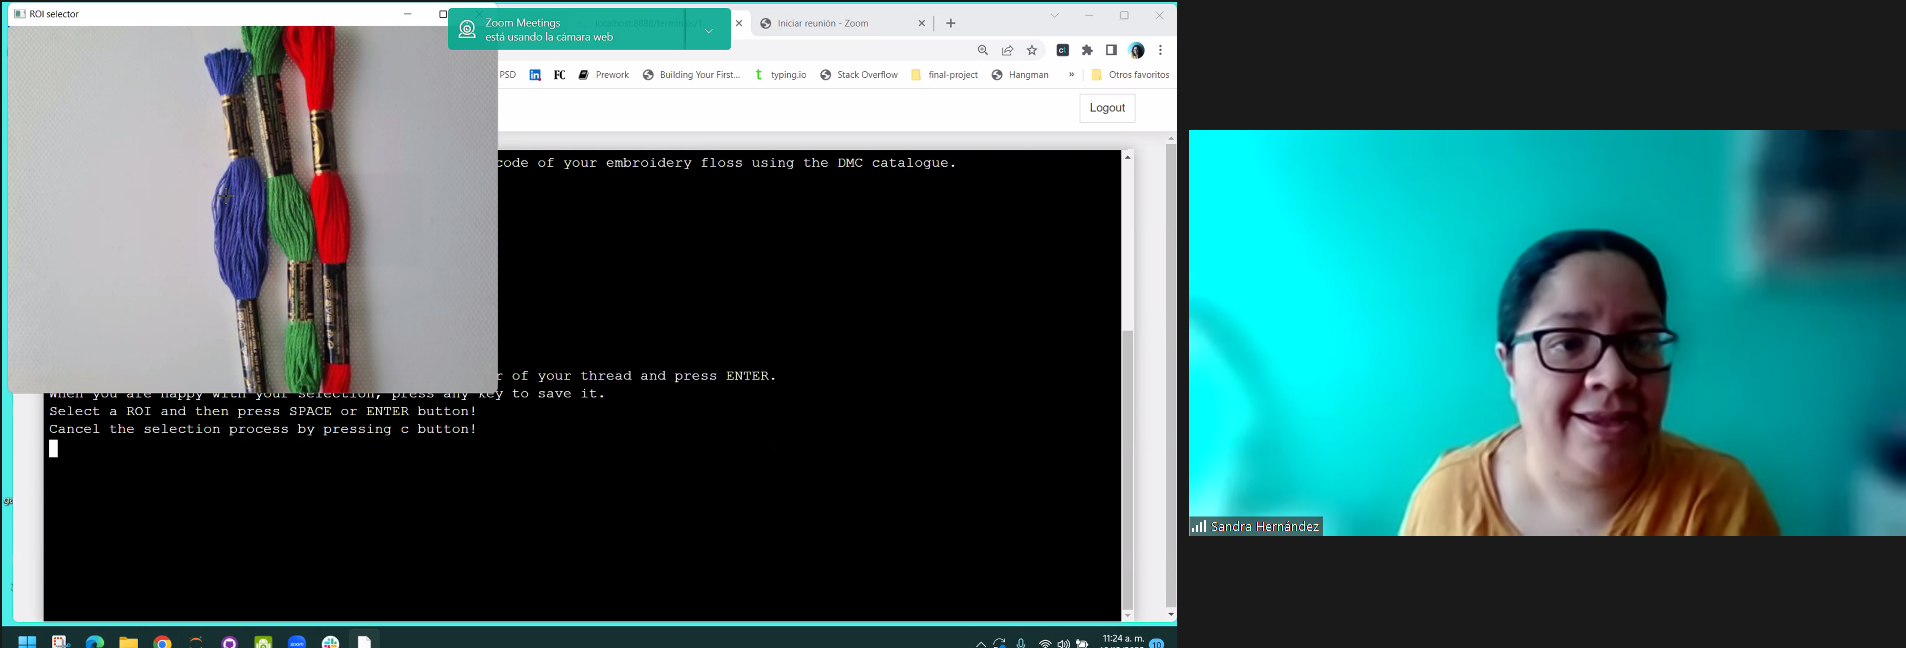 ROI selector
Zoom Meetings
está usando la cámara web
Iniciar reunión - Zoom
PSD
in
FC
Prework
Building Your First...
t
typing.io
Stack Overflow
final-project
Hangman
»
Otros favoritos
Logout
code of your embroidery floss using the DMC catalogue.
r of your thread and press ENTER.
When you are happy with your selection, press any key to save it.
Select a ROI and then press SPACE or ENTER button!
Cancel the selection process by pressing c button!
Sandra Hernández
zoom
11:24 a. m.